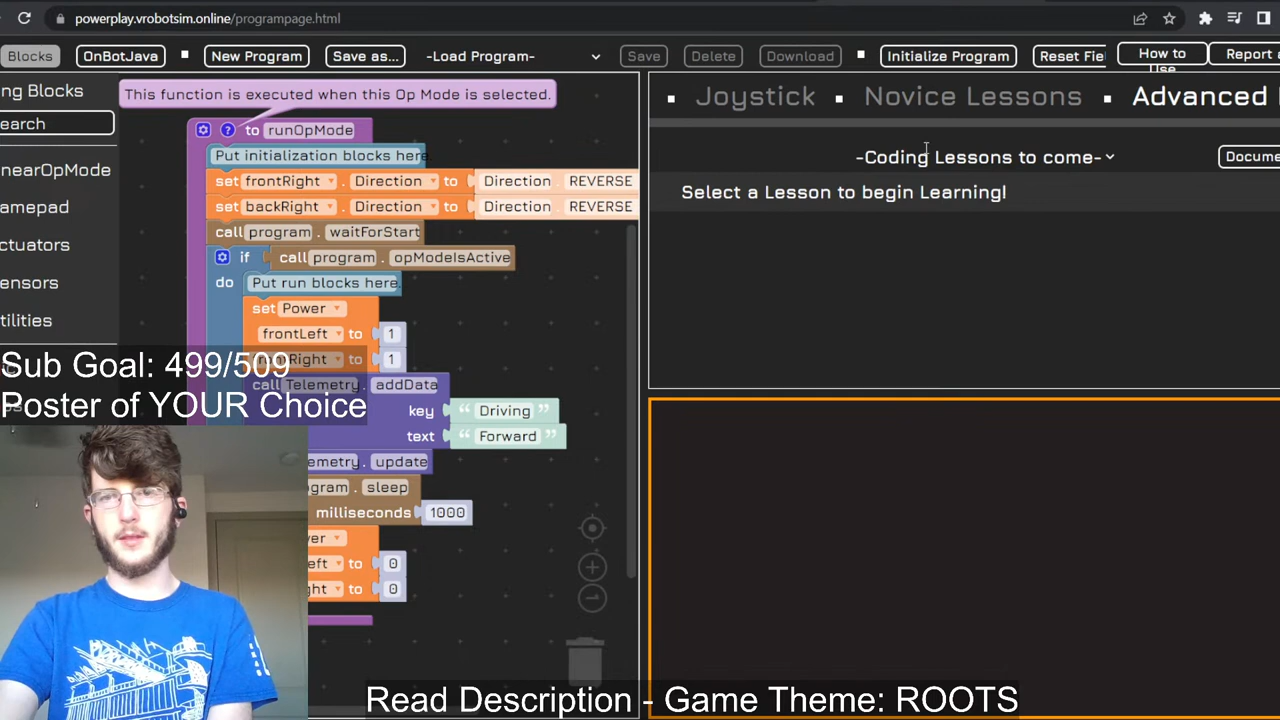 powerplay.vrobotsim.online/programpage.html
Blocks OnBotJava New Program Save as... -Load Program- Save Delete Download Initialize Program Reset Fiel How to Use Report a
ng Blocks
earch
nearOpMode
amepad
ctuators
ensors
tilities
This function is executed when this Op Mode is selected.
to runOpMode
Put initialization blocks here.
set frontRight . Direction to Direction REVERSE
set backRight . Direction to Direction REVERSE
call program . waitForStart
if call program . opModeIsActive
do Put run blocks here.
set Power
frontLeft to 1
frontRight to 1
call Telemetry . addData
key “ Driving ”
text “ Forward ”
emetry . update
gram . sleep
milliseconds 1000
ver
eft to 0
ght to 0
Joystick Novice Lessons Advanced
-Coding Lessons to come- Docume
Select a Lesson to begin Learning!
Sub Goal: 499/509
Poster of YOUR Choice
Read Description - Game Theme: ROOTS